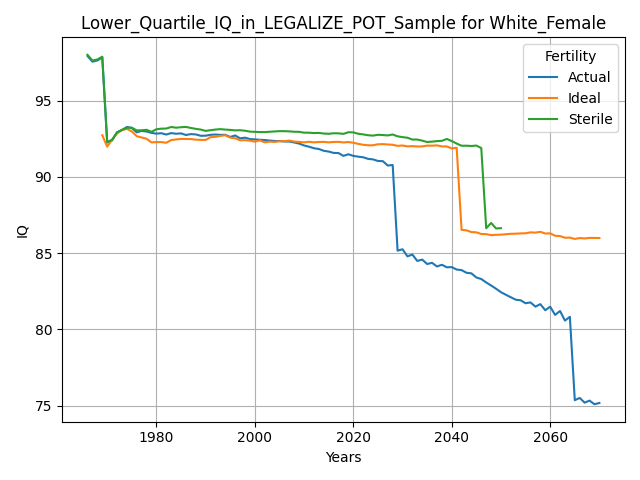 Lower_Quartile_IQ_in_LEGALIZE_POT_Sample for White_Female
Fertility
Actual
Ideal
Sterile
IQ
95
90
85
80
75
1980 2000 2020 2040 2060
Years